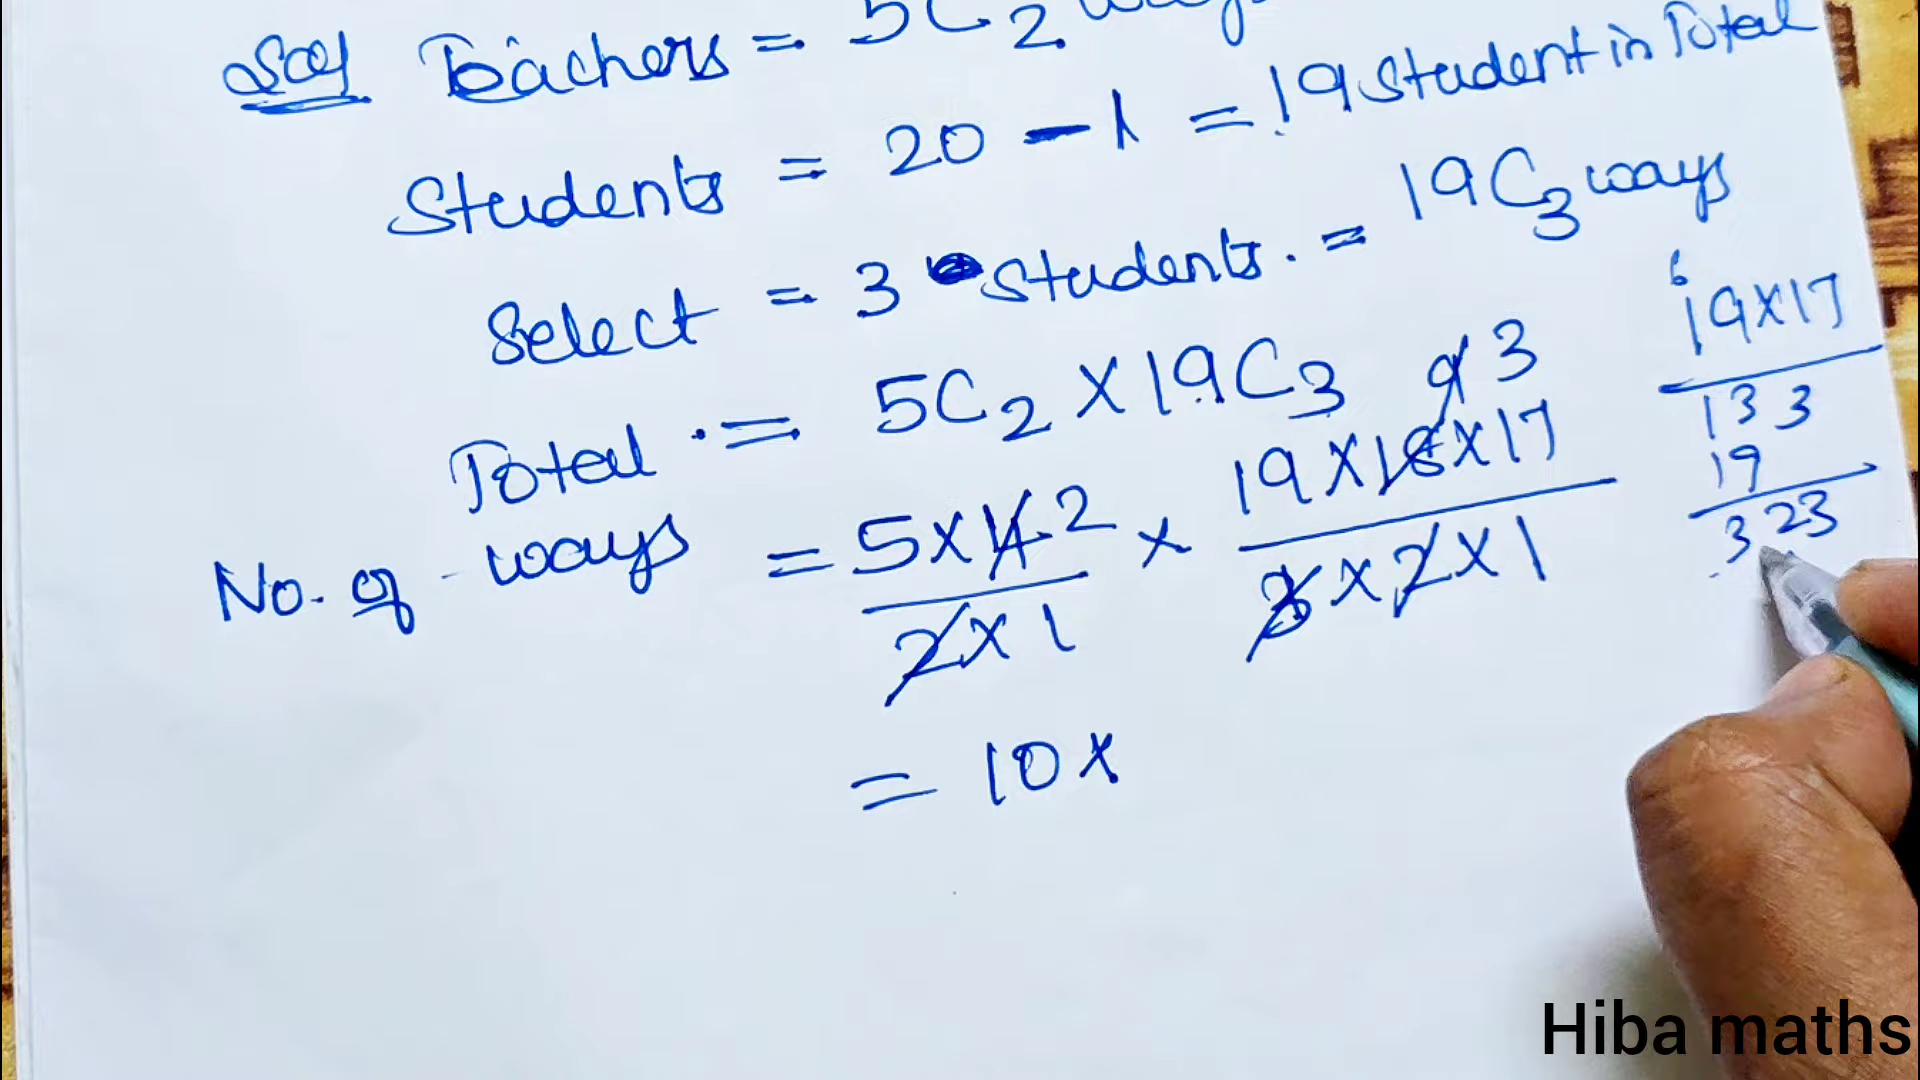 Sol Teachers = 5C2 ways
Students = 20 - 1 = 19 Student in Total
Select = 3 Students. = 19C3 ways
Total = 5C2 X 19C3
No. of ways = 5 X 4 2 / 2 X 1 X 19 X 18 9 3 X 17 / 3 X 2 X 1
= 10 X
6
19 X 17
133
19
323
Hiba maths